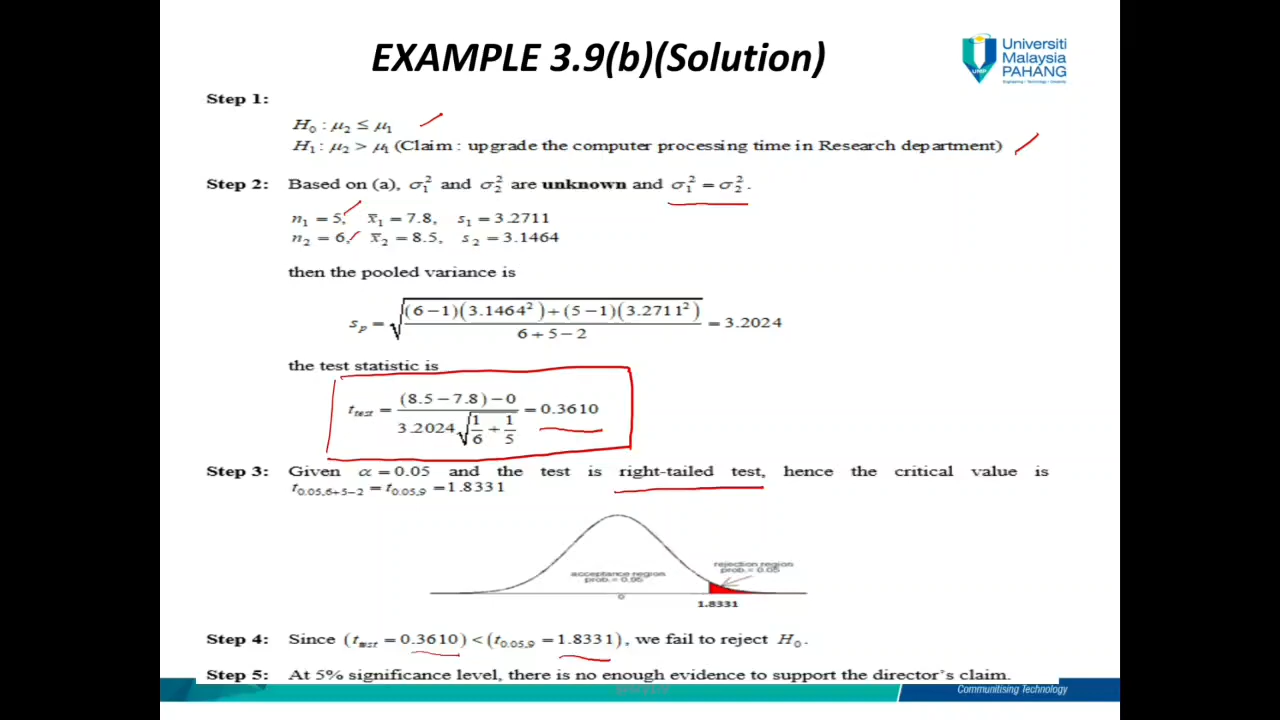 EXAMPLE 3.9(b)(Solution)
Universiti
Malaysia
PAHANG
UMP
Step 1:
H₀ : μ₂ ≤ μ₁
H₁ : μ₂ > μ₁ (Claim : upgrade the computer processing time in Research department)
Step 2: Based on (a), σ₁² and σ₂² are unknown and σ₁² = σ₂².
n₁ = 5, x̄₁ = 7.8, s₁ = 3.2711
n₂ = 6, x̄₂ = 8.5, s₂ = 3.1464
then the pooled variance is
s_p = √((6−1)(3.1464²)+(5−1)(3.2711²) / 6+5−2) = 3.2024
the test statistic is
t_test = (8.5−7.8)−0 / 3.2024√(1/6 + 1/5) = 0.3610
Step 3: Given α = 0.05 and the test is right-tailed test, hence the critical value is
t₀.₀₅,₆₊₅₋₂ = t₀.₀₅,₉ = 1.8331
rejection region
prob.= 0.05
acceptance region
prob.= 0.95
0
1.8331
Step 4: Since (t_test = 0.3610) < (t₀.₀₅,₉ = 1.8331), we fail to reject H₀.
Step 5: At 5% significance level, there is no enough evidence to support the director's claim.
Communitising Technology